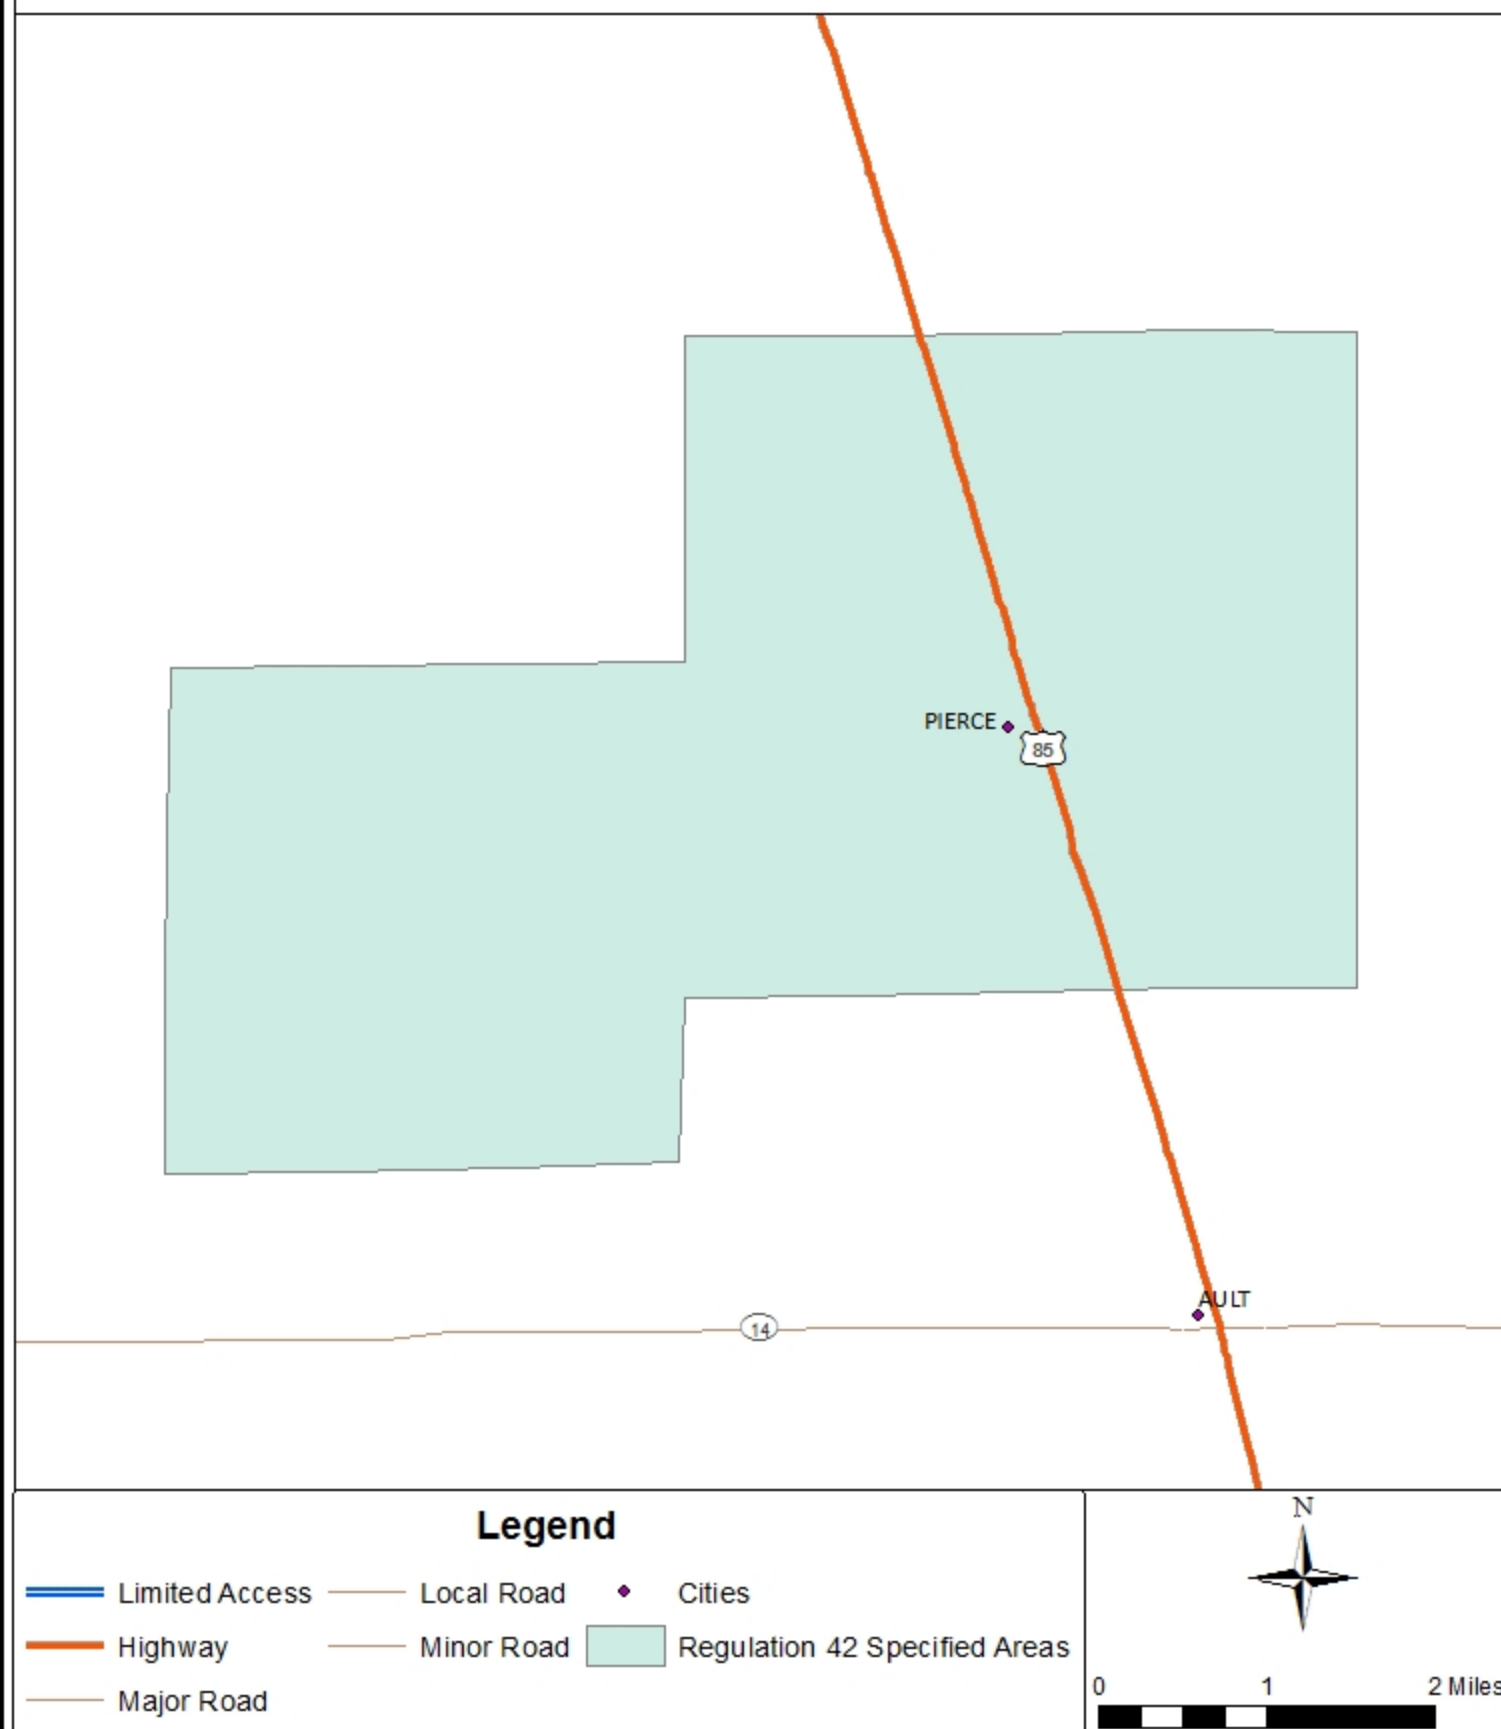 PIERCE
85
AULT
14
Legend
N
Limited Access
Local Road
Cities
Highway
Minor Road
Regulation 42 Specified Areas
Major Road
0 1 2 Miles